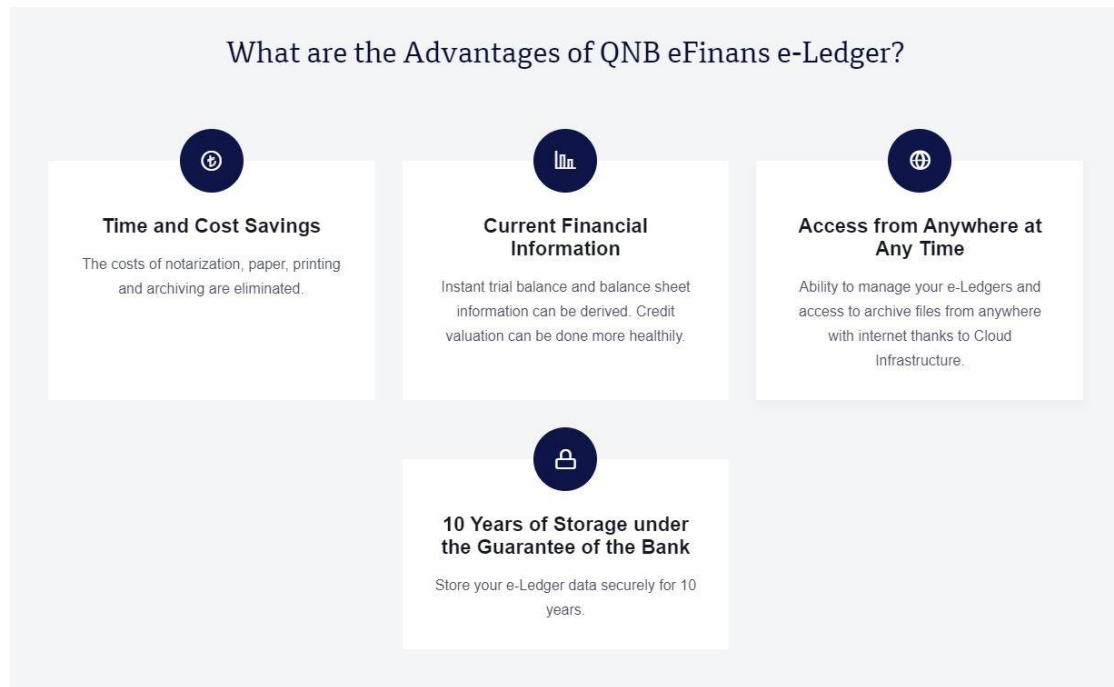 What are the Advantages of QNB eFinans e-Ledger?
Time and Cost Savings
The costs of notarization, paper, printing
and archiving are eliminated.
Current Financial
Information
Instant trial balance and balance sheet
information can be derived. Credit
valuation can be done more healthily.
Access from Anywhere at
Any Time
Ability to manage your e-Ledgers and
access to archive files from anywhere
with internet thanks to Cloud
Infrastructure.
10 Years of Storage under
the Guarantee of the Bank
Store your e-Ledger data securely for 10
years.